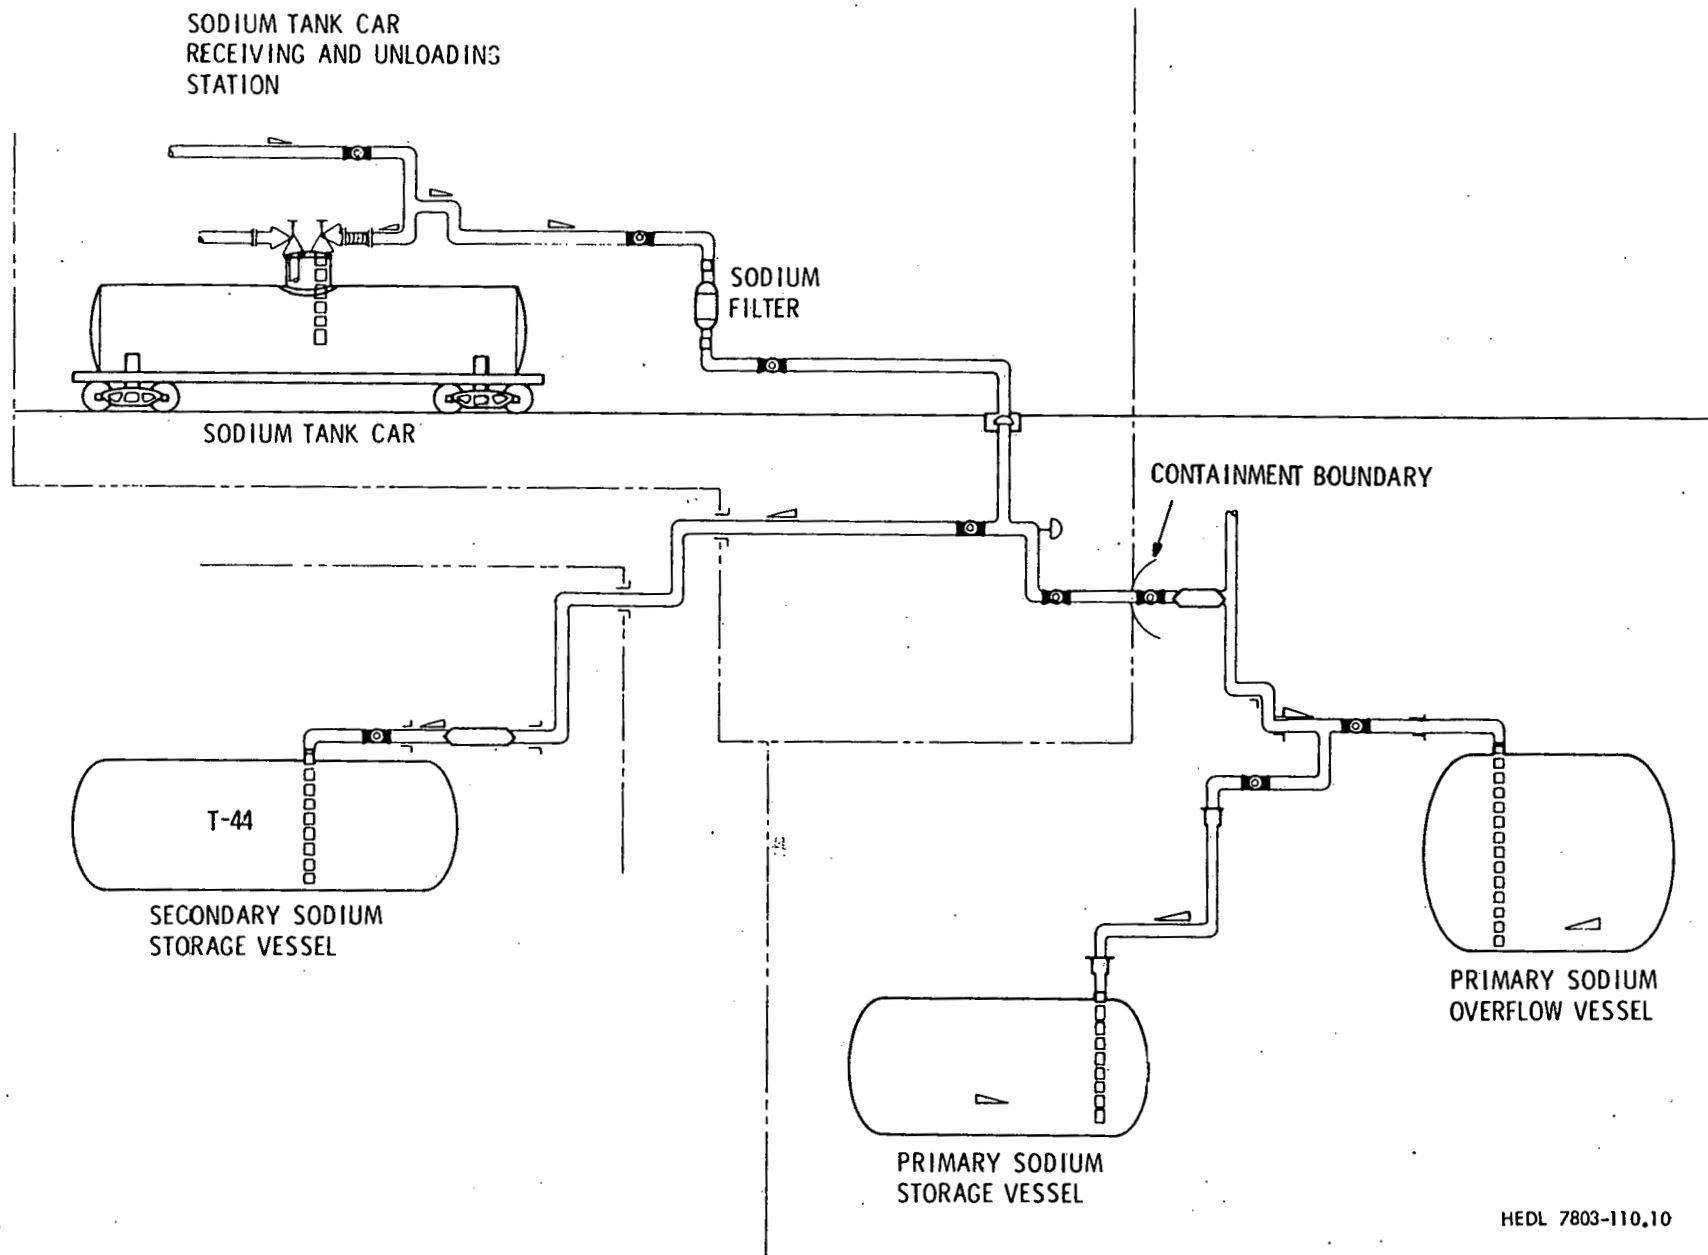 SODIUM TANK CAR
RECEIVING AND UNLOADING
STATION
SODIUM
FILTER
SODIUM TANK CAR
CONTAINMENT BOUNDARY
T-44
SECONDARY SODIUM
STORAGE VESSEL
PRIMARY SODIUM
OVERFLOW VESSEL
PRIMARY SODIUM
STORAGE VESSEL
HEDL 7803-110.10